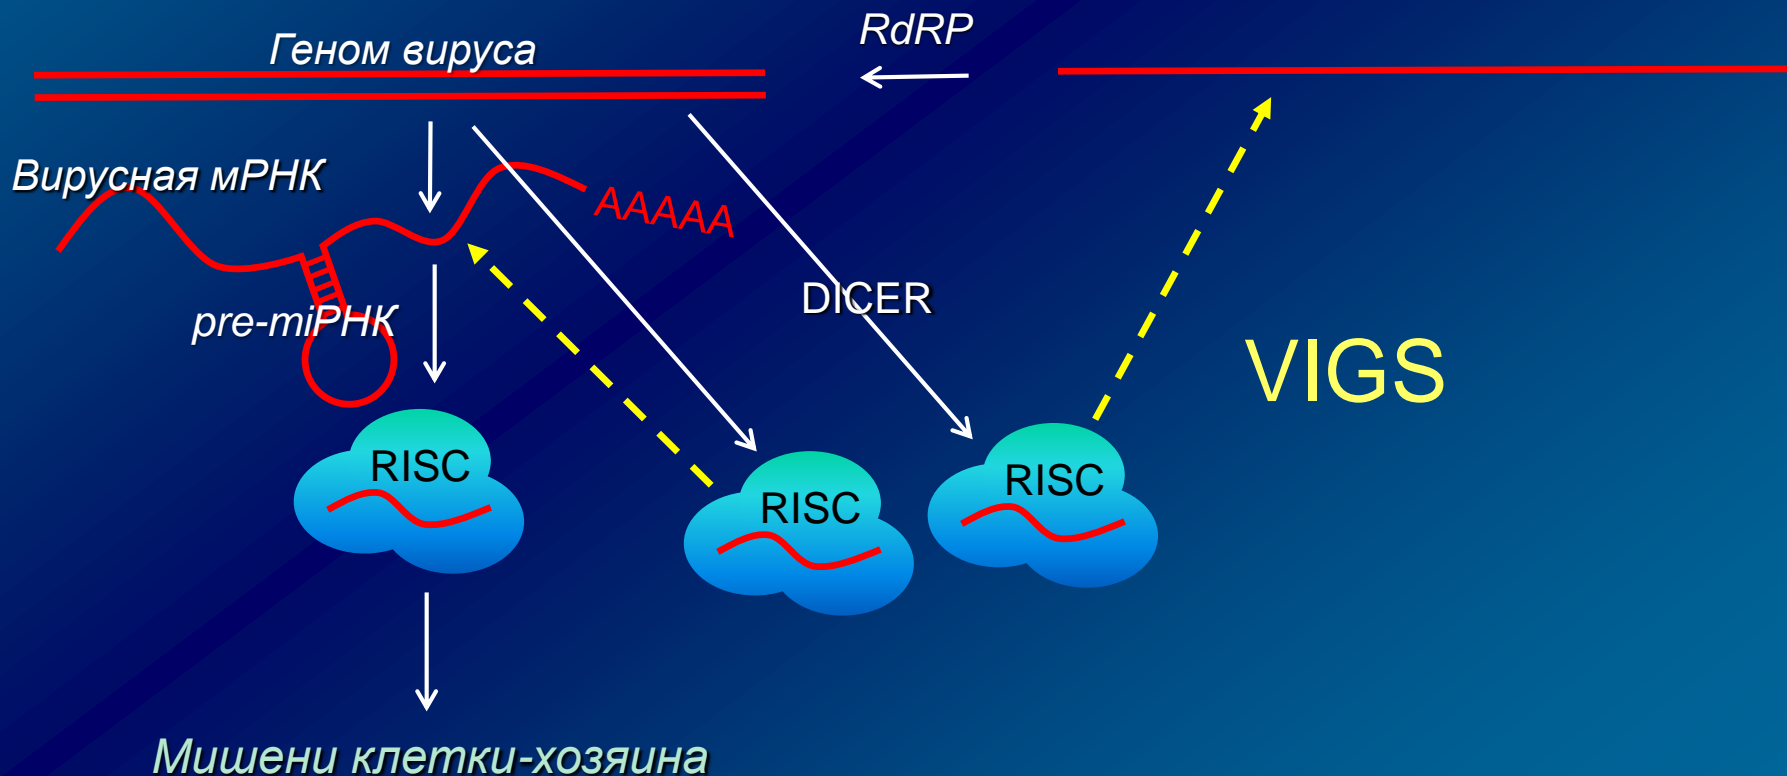 Геном вируса
RdRP
Вирусная мРНК
AAAAA
pre-miРНК
DICER
VIGS
RISC
RISC
RISC
Мишени клетки-хозяина